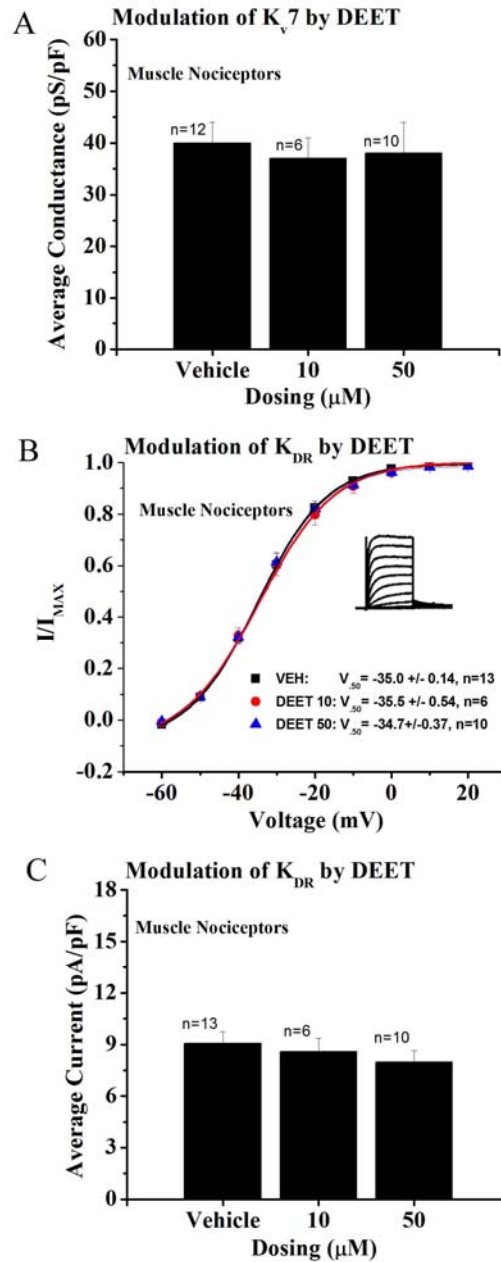 A
Modulation of Kv7 by DEET
Muscle Nociceptors
Average Conductance (pS/pF)
60
50
40
30
20
10
0
n=12
n=6
n=10
Vehicle
10
50
Dosing (μM)
B
Modulation of KDR by DEET
Muscle Nociceptors
I/IMAX
1.0
0.8
0.6
0.4
0.2
0.0
-0.2
VEH: V.50= -35.0 +/- 0.14, n=13
DEET 10: V.50= -35.5 +/- 0.54, n=6
DEET 50: V.50= -34.7+/-0.37, n=10
-60
-40
-20
0
20
Voltage (mV)
C
Modulation of KDR by DEET
Muscle Nociceptors
Average Current (pA/pF)
18
15
12
9
6
3
0
n=13
n=6
n=10
Vehicle
10
50
Dosing (μM)